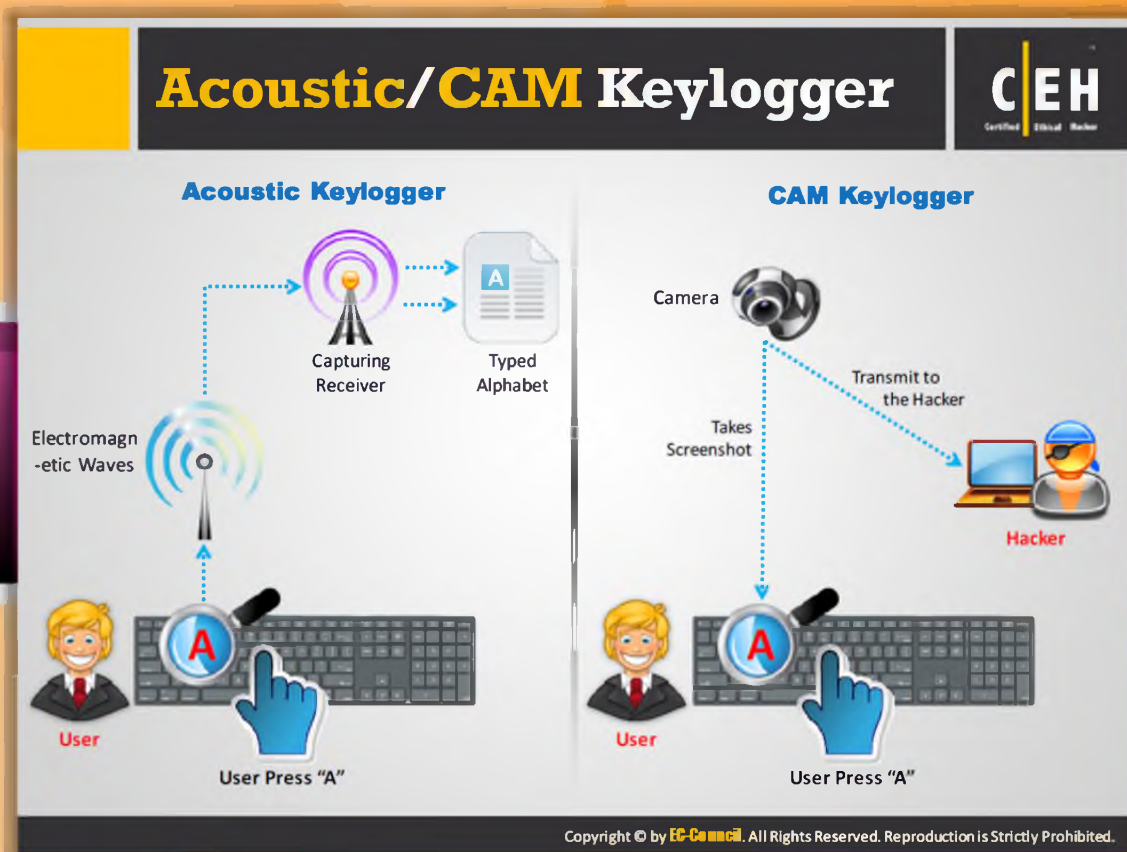 Acoustic/CAM Keylogger
C|EH
Certified Ethical Hacker
Acoustic Keylogger
Capturing
Receiver
Typed
Alphabet
A
Electromagn
-etic Waves
A
User
User Press “A”
CAM Keylogger
Camera
Transmit to
the Hacker
Takes
Screenshot
Hacker
A
User
User Press “A”
Copyright © by EC-Council. All Rights Reserved. Reproduction is Strictly Prohibited.